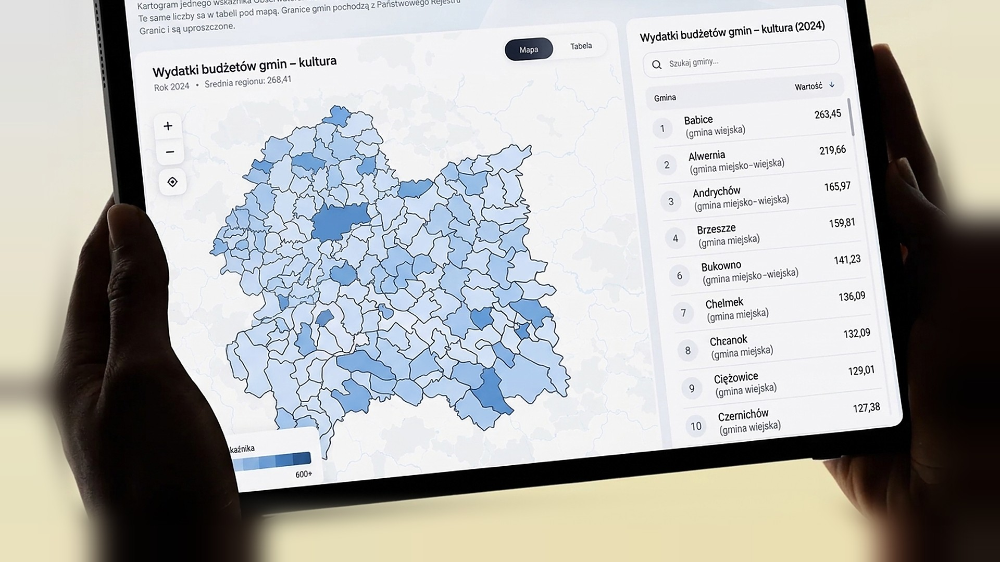 Kartogram jednego wskaźnika
Te same liczby sa w tabell pod mapą. Granice gmin pochodzą z Państwowego Rejestru
Granic i są uproszczone.
Wydatki budżetów gmin – kultura
Rok 2024 • Średnia regionu: 268,41
Mapa
Tabela
+
−
kaźnika
600+
Wydatki budżetów gmin – kultura (2024)
Szukaj gminy...
Gmina Wartość ↓
1 Babice 263,45
(gmina wiejska)
2 Alwernia 219,66
(gmina miejsko-wiejska)
3 Andrychów 165,97
(gmina miejsko-wiejska)
4 Brzeszze 159,81
(gmina miejska)
6 Bukowno 141,23
(gmina miejsko-wiejska)
7 Chelmek 136,09
(gmina miejska)
8 Chɛanok 132,09
(gmina miejska)
9 Ciężowice 129,01
(gmina wiejska)
10 Czernichów 127,38
(gmina wiejska)